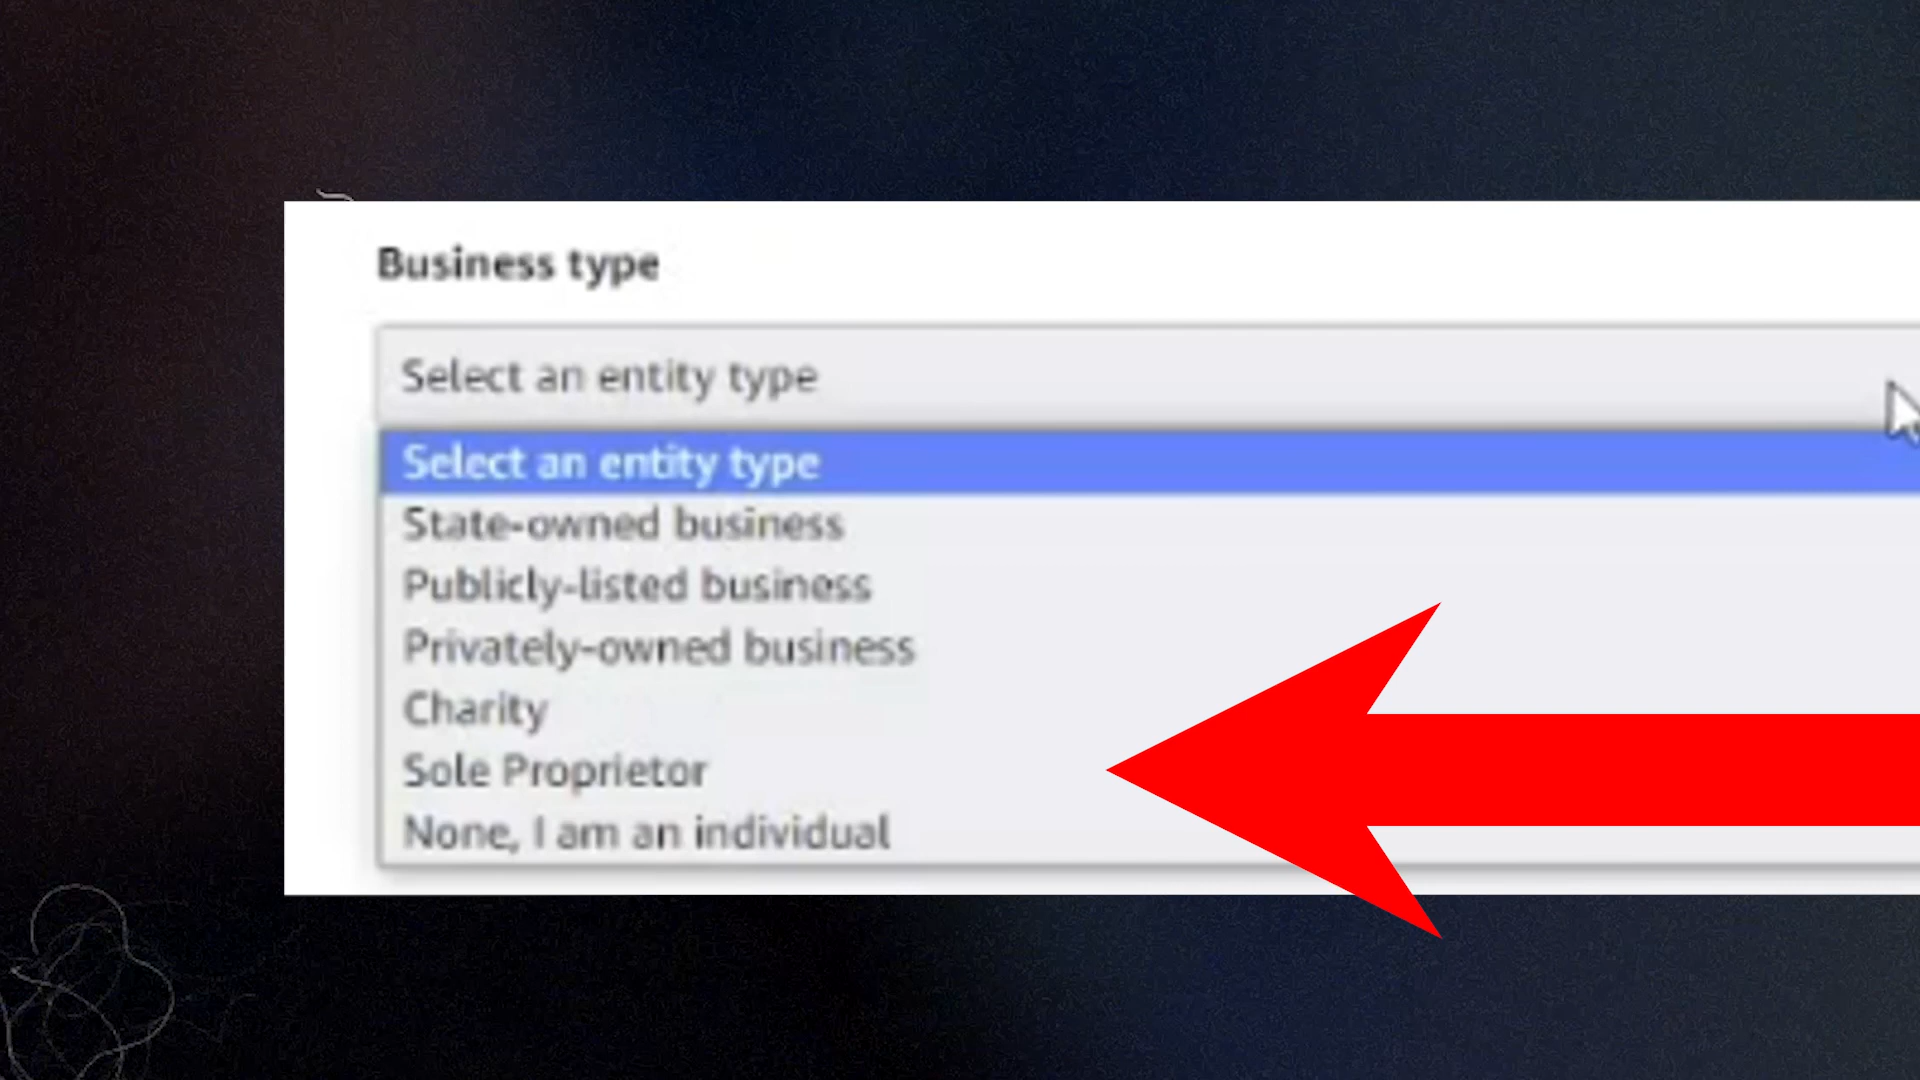 Business type
Select an entity type
Select an entity type
State-owned business
Publicly-listed business
Privately-owned business
Charity
Sole Proprietor
None, I am an individual